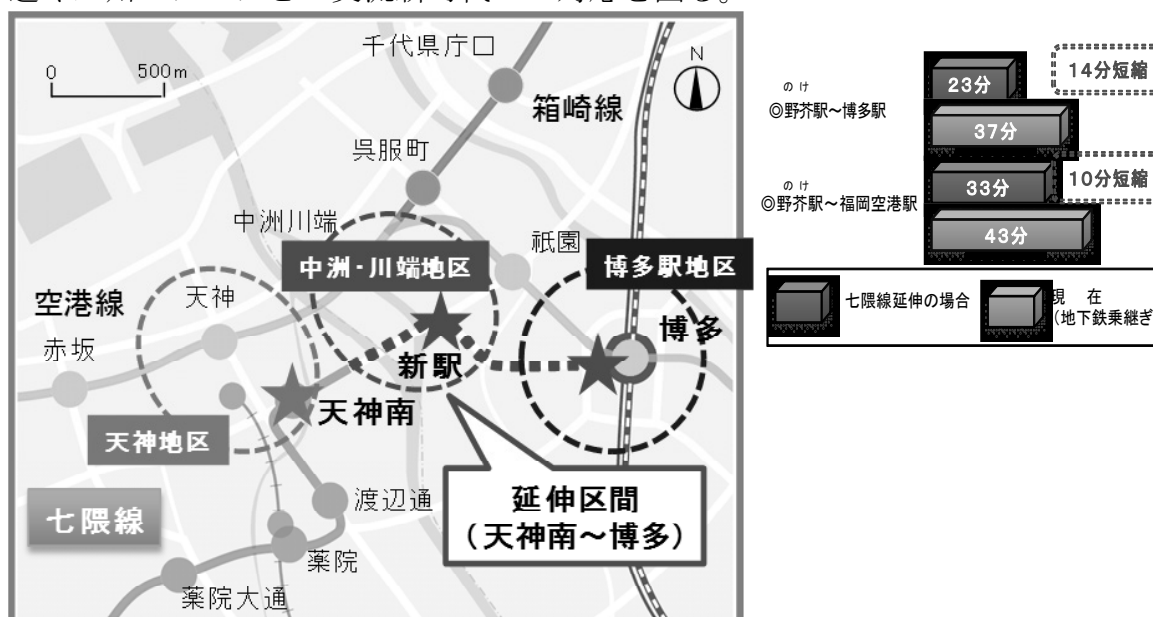 千代県庁口
0 500m
N
箱崎線
呉服町
中洲川端
祇園
中洲・川端地区
博多駅地区
空港線
天神
赤坂
博多
新駅
天神南
天神地区
延伸区間
(天神南～博多)
渡辺通
七隈線
薬院
薬院大通
のけ
◎野芥駅～博多駅
23分
14分短縮
37分
のけ
◎野芥駅～福岡空港駅
33分
10分短縮
43分
七隈線延伸の場合
現 在
(地下鉄乗継ぎ